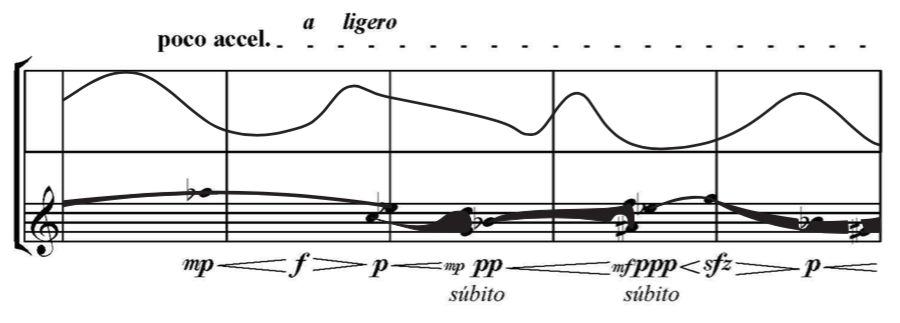 a ligero
poco accel.
mp f p mp pp mf ppp sfz p
súbito súbito